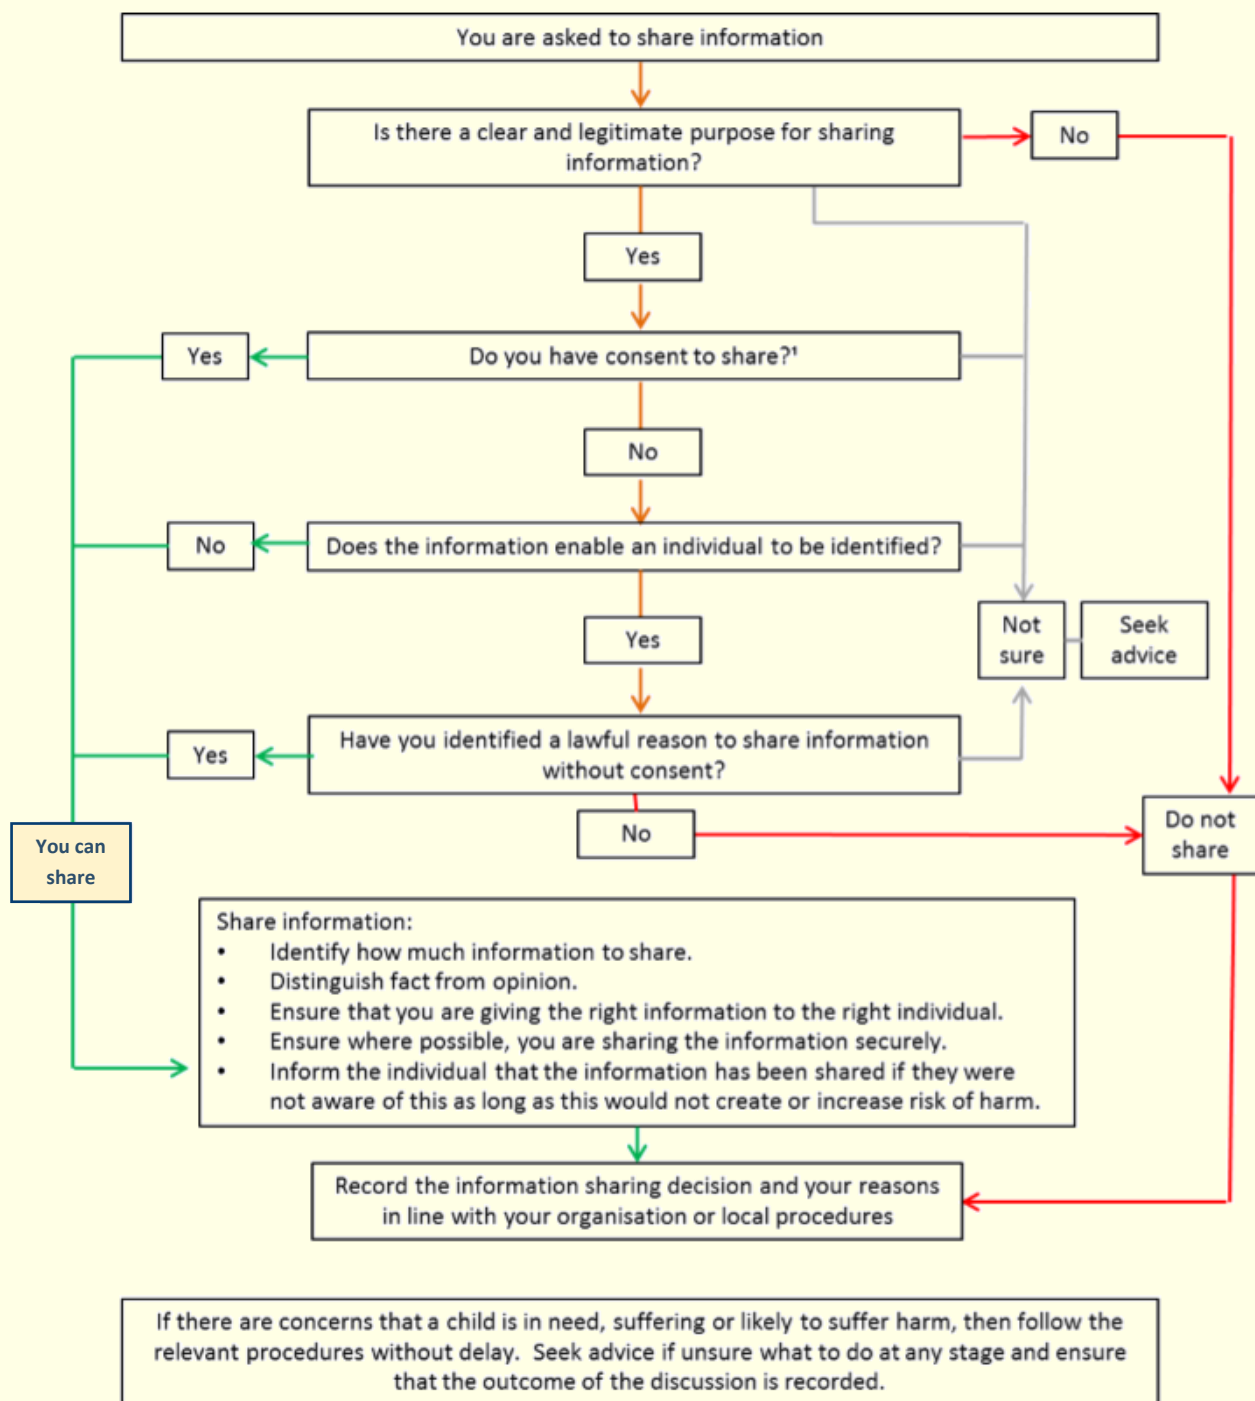 You are asked to share information
Is there a clear and legitimate purpose for sharing
information?
No
Yes
Yes
Do you have consent to share?¹
No
No
Does the information enable an individual to be identified?
Yes
Not
sure
Seek
advice
Yes
Have you identified a lawful reason to share information
without consent?
No
Do not
share
You can
share
Share information:
• Identify how much information to share.
• Distinguish fact from opinion.
• Ensure that you are giving the right information to the right individual.
• Ensure where possible, you are sharing the information securely.
• Inform the individual that the information has been shared if they were
not aware of this as long as this would not create or increase risk of harm.
Record the information sharing decision and your reasons
in line with your organisation or local procedures
If there are concerns that a child is in need, suffering or likely to suffer harm, then follow the
relevant procedures without delay. Seek advice if unsure what to do at any stage and ensure
that the outcome of the discussion is recorded.